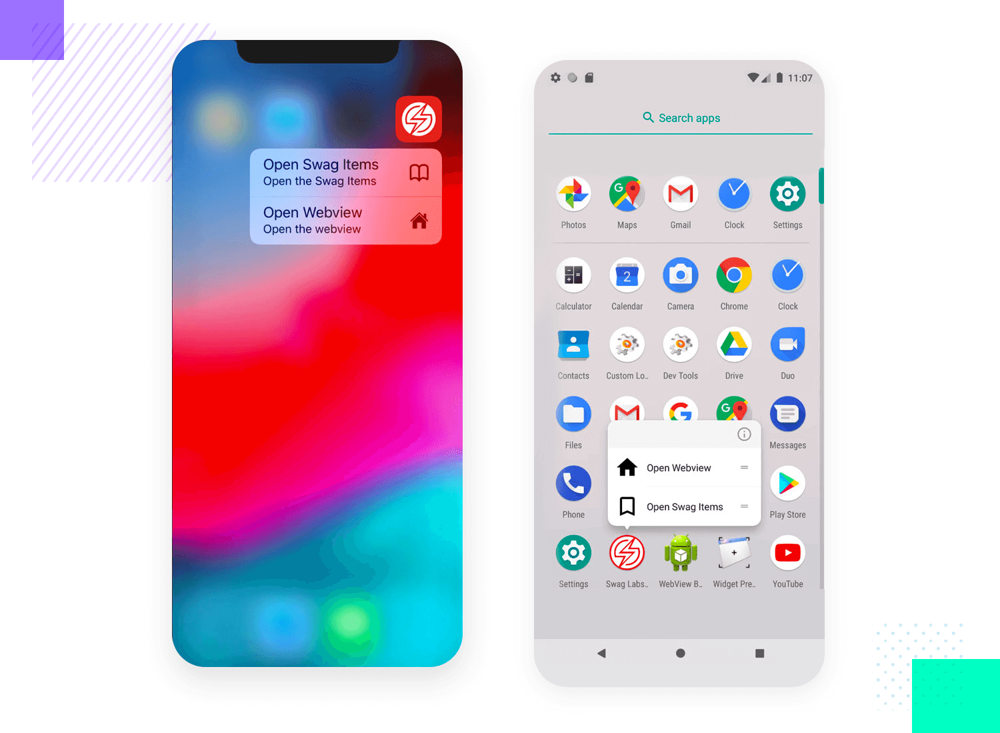 Open Swag Items
Open the Swag Items
Open Webview
Open the webview
11:07
Search apps
G
Photos
Maps
Gmail
Clock
Settings
2
Calculator
Calendar
Camera
Chrome
Clock
Contacts
Custom Lo..
Dev Tools
Drive
Duo
G
G
Files
Messages
Open Webview
Open Swag Items
Phone
Play Store
Settings
Swag Labs..
WebView B..
Widget Pre..
YouTube